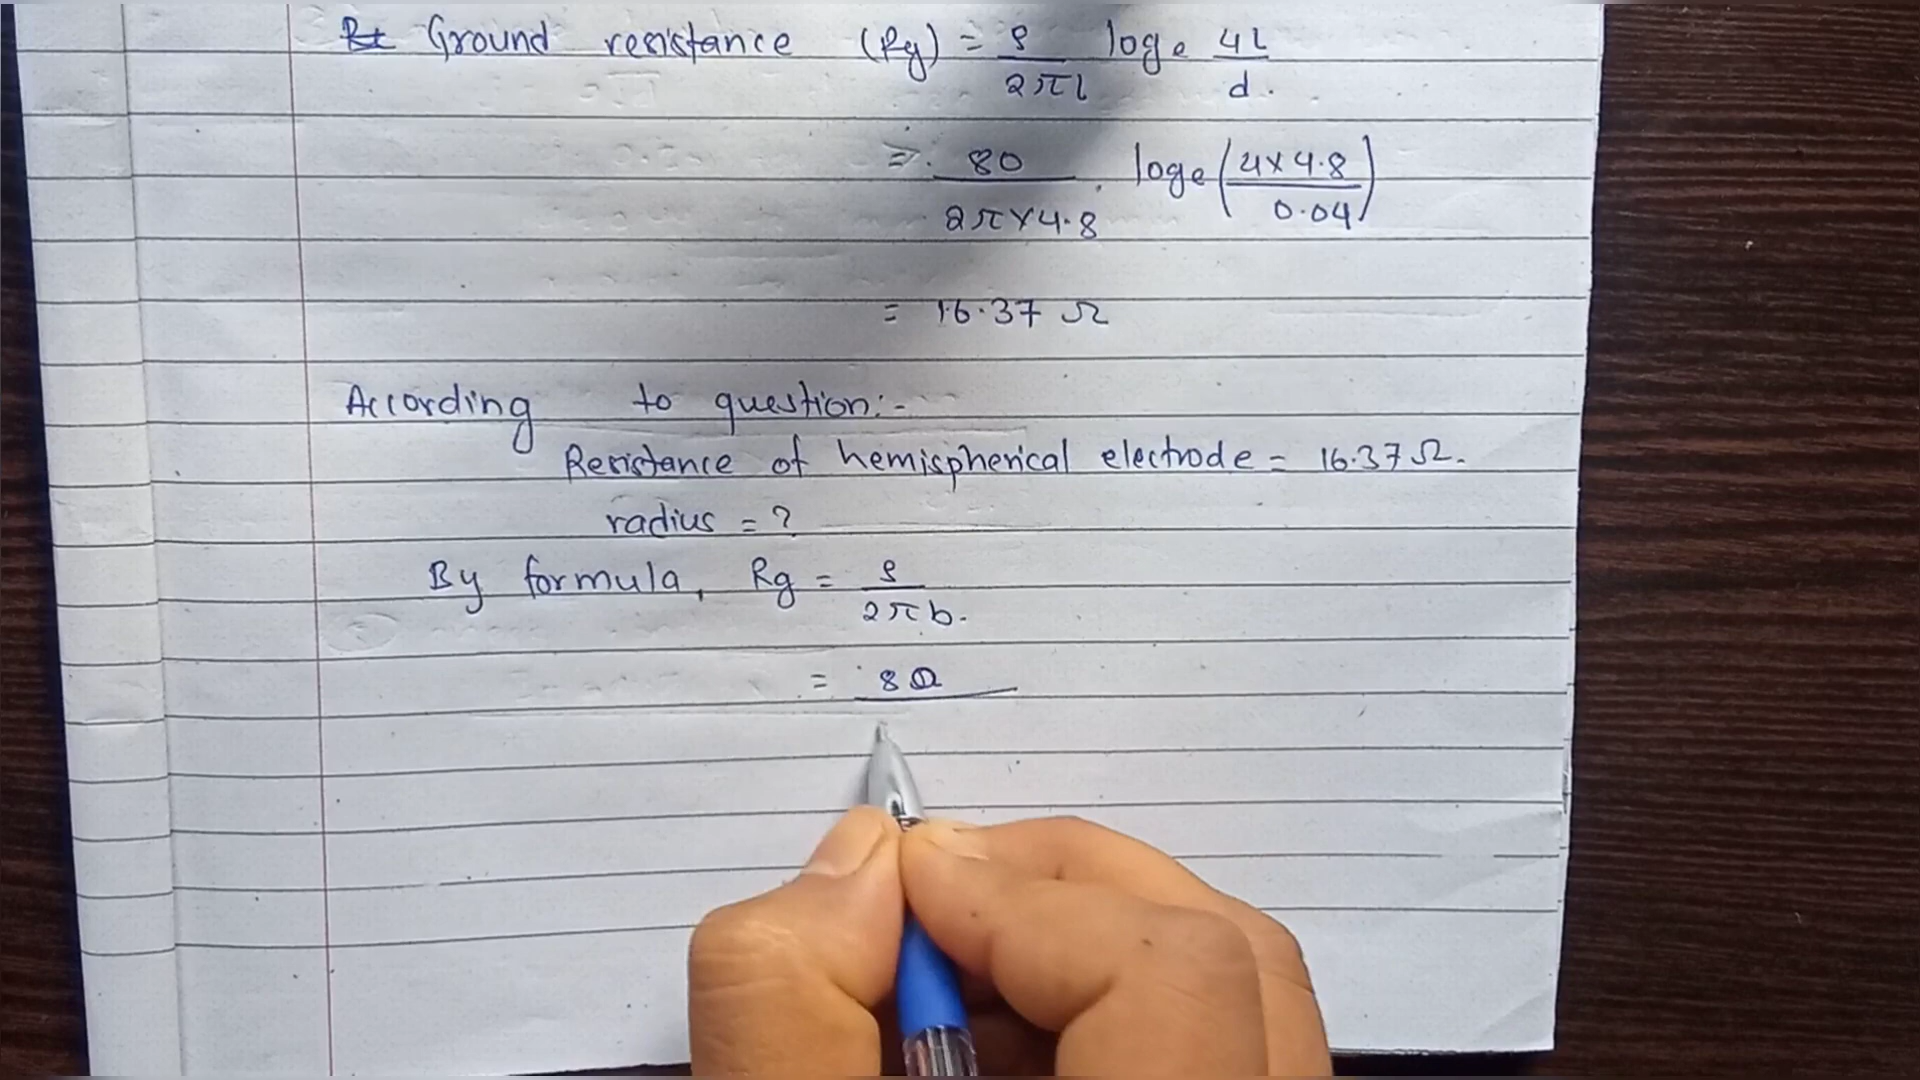 Ground resistance (Rg) = ρ / 2πl loge 4l / d.
=> 80 / 2π×4.8 . loge (4×4.8 / 0.04)
= 16.37 Ω
According to question:-
Resistance of hemispherical electrode = 16.37 Ω.
radius = ?
By formula, Rg = ρ / 2πb.
= 80